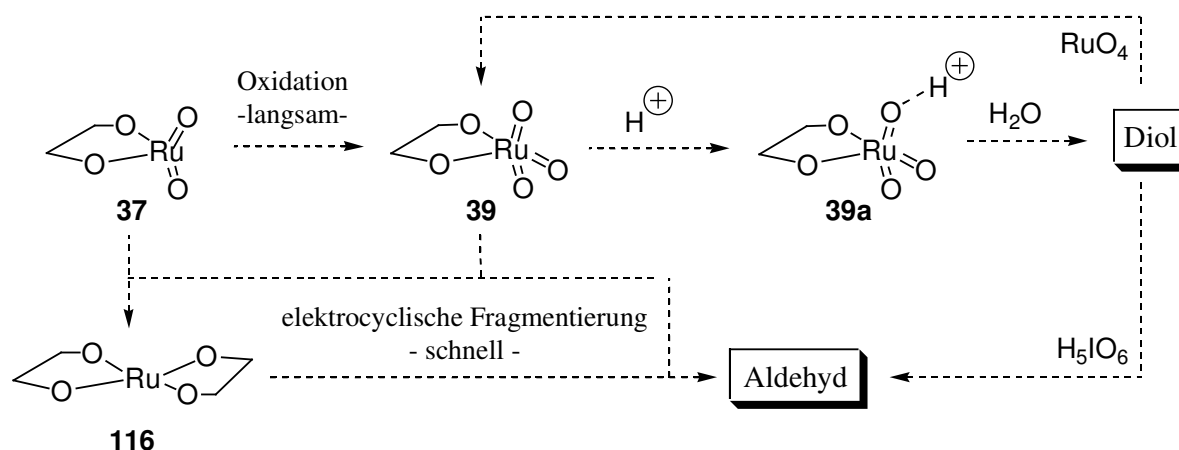 RuO4
Oxidation
-langsam-
H⊕
H⊕
H2O
O
O
O
Ru
O
O
O
O
Ru
O
O
O
O
O
Ru
O
O
Diol
37
39
39a
elektrocyclische Fragmentierung
- schnell -
H5IO6
O
O
Ru
O
O
Aldehyd
116